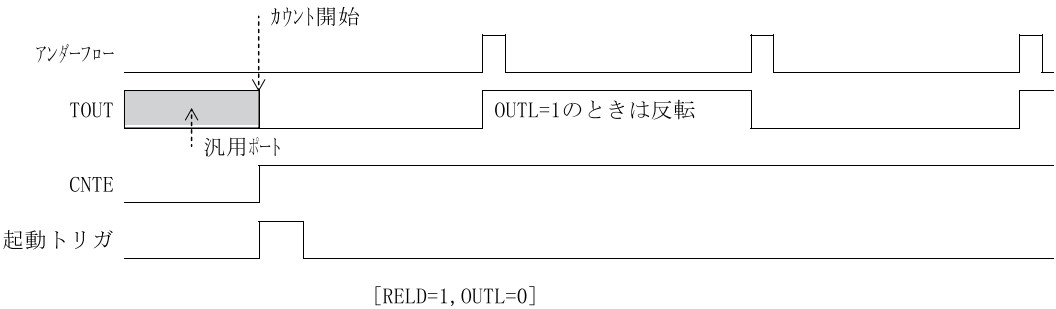 カウント開始
アンダーフロー
TOUT
OUTL=1のときは反転
汎用ポート
CNTE
起動トリガ
[RELD=1,OUTL=0]